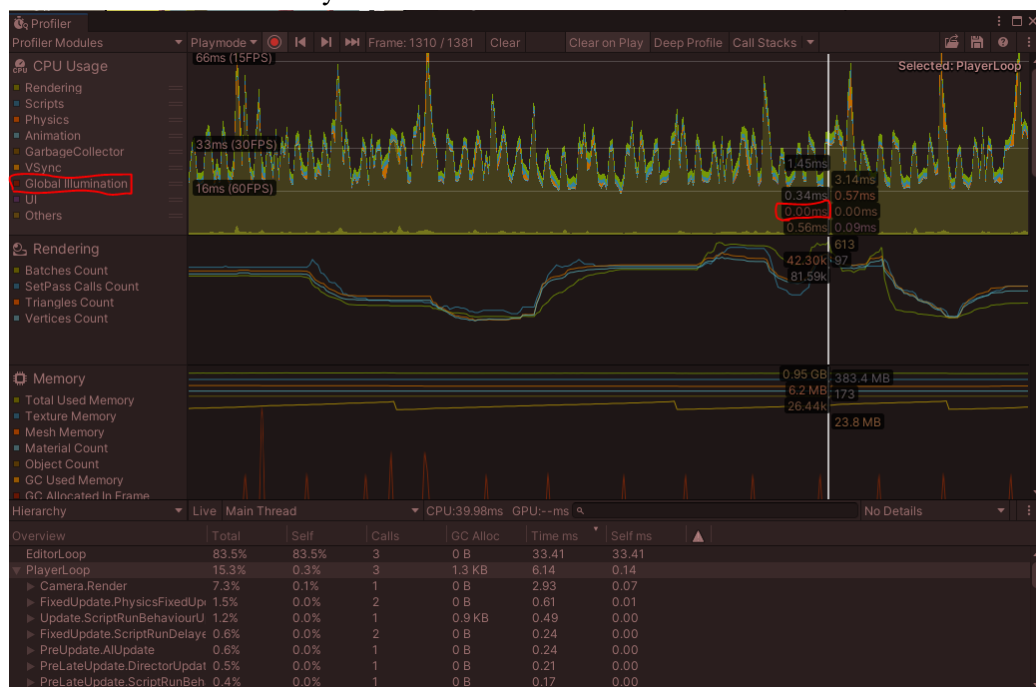 Profiler
Profiler Modules Playmode Frame: 1310 / 1381 Clear Clear on Play Deep Profile Call Stacks
CPU Usage
Rendering
Scripts
Physics
Animation
GarbageCollector
VSync
Global Illumination
UI
Others
66ms (15FPS)
33ms (30FPS)
16ms (60FPS)
Selected: PlayerLoop
1.45ms
3.14ms
0.34ms 0.57ms
0.00ms 0.00ms
0.56ms 0.09ms
Rendering
Batches Count
SetPass Calls Count
Triangles Count
Vertices Count
613
42.30k 97
81.59k
Memory
Total Used Memory
Texture Memory
Mesh Memory
Material Count
Object Count
GC Used Memory
GC Allocated In Frame
0.95 GB 383.4 MB
6.2 MB 173
26.44k
23.8 MB
Hierarchy Live Main Thread CPU:39.98ms GPU:--ms No Details
Overview Total Self Calls GC Alloc Time ms Self ms
EditorLoop 83.5% 83.5% 3 0 B 33.41 33.41
PlayerLoop 15.3% 0.3% 3 1.3 KB 6.14 0.14
Camera.Render 7.3% 0.1% 1 0 B 2.93 0.07
FixedUpdate.PhysicsFixedUp 1.5% 0.0% 2 0 B 0.61 0.01
Update.ScriptRunBehaviourU 1.2% 0.0% 1 0.9 KB 0.49 0.00
FixedUpdate.ScriptRunDelaye 0.6% 0.0% 2 0 B 0.24 0.00
PreUpdate.AIUpdate 0.6% 0.0% 1 0 B 0.24 0.00
PreLateUpdate.DirectorUpdat 0.5% 0.0% 1 0 B 0.21 0.00
PreLateUpdate.ScriptRunBeh 0.4% 0.0% 1 0 B 0.17 0.00